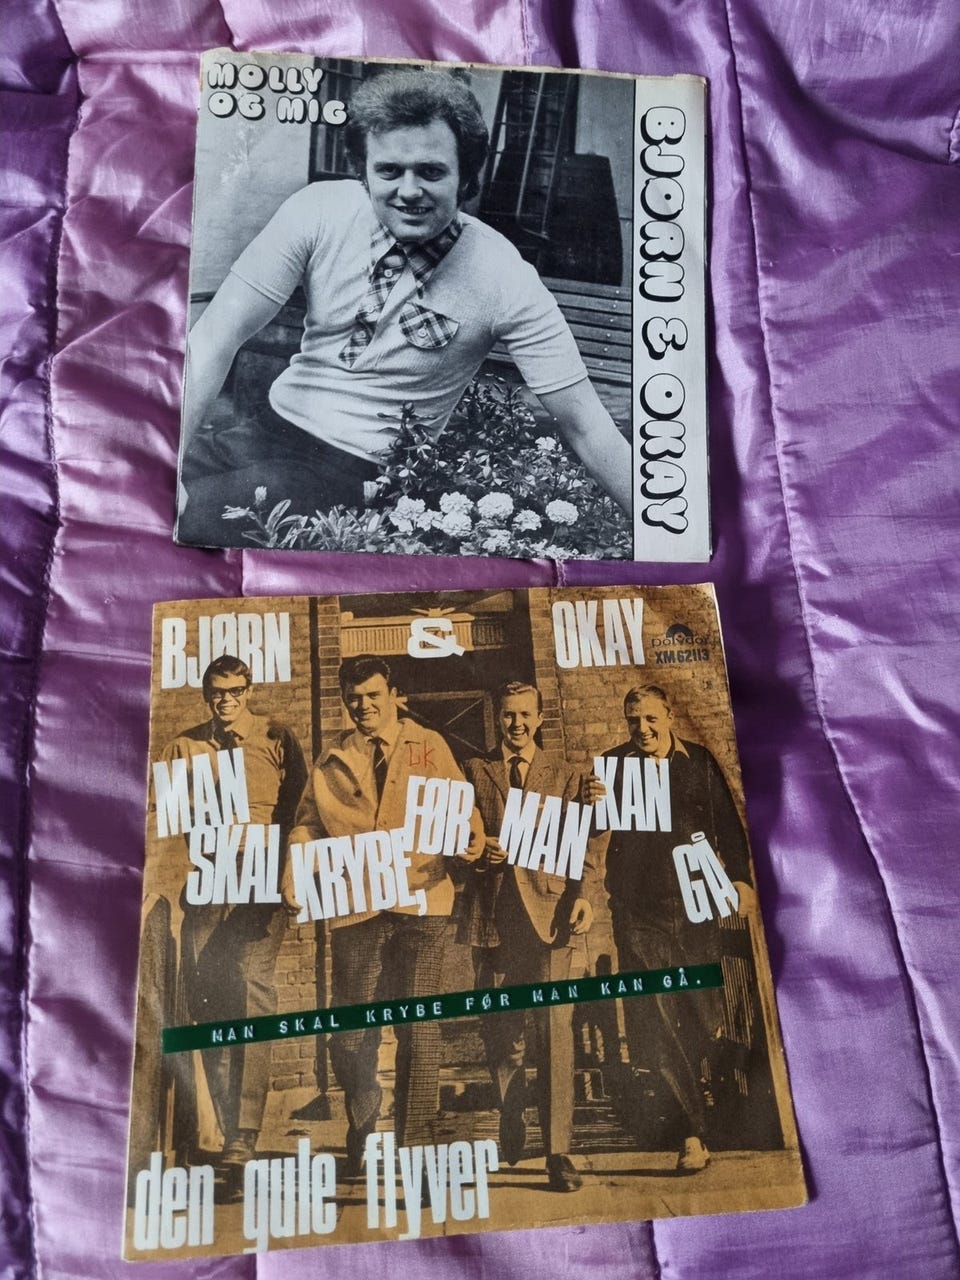 MOLLY
OG MIG
BJØRN & OKAY
BJØRN & OKAY
polydor
XM 62113
GK
MAN
SKAL
KRYBE,
FØR
MAN
KAN
GÅ
MAN SKAL KRYBE FØR MAN KAN GÅ.
den gule flyver